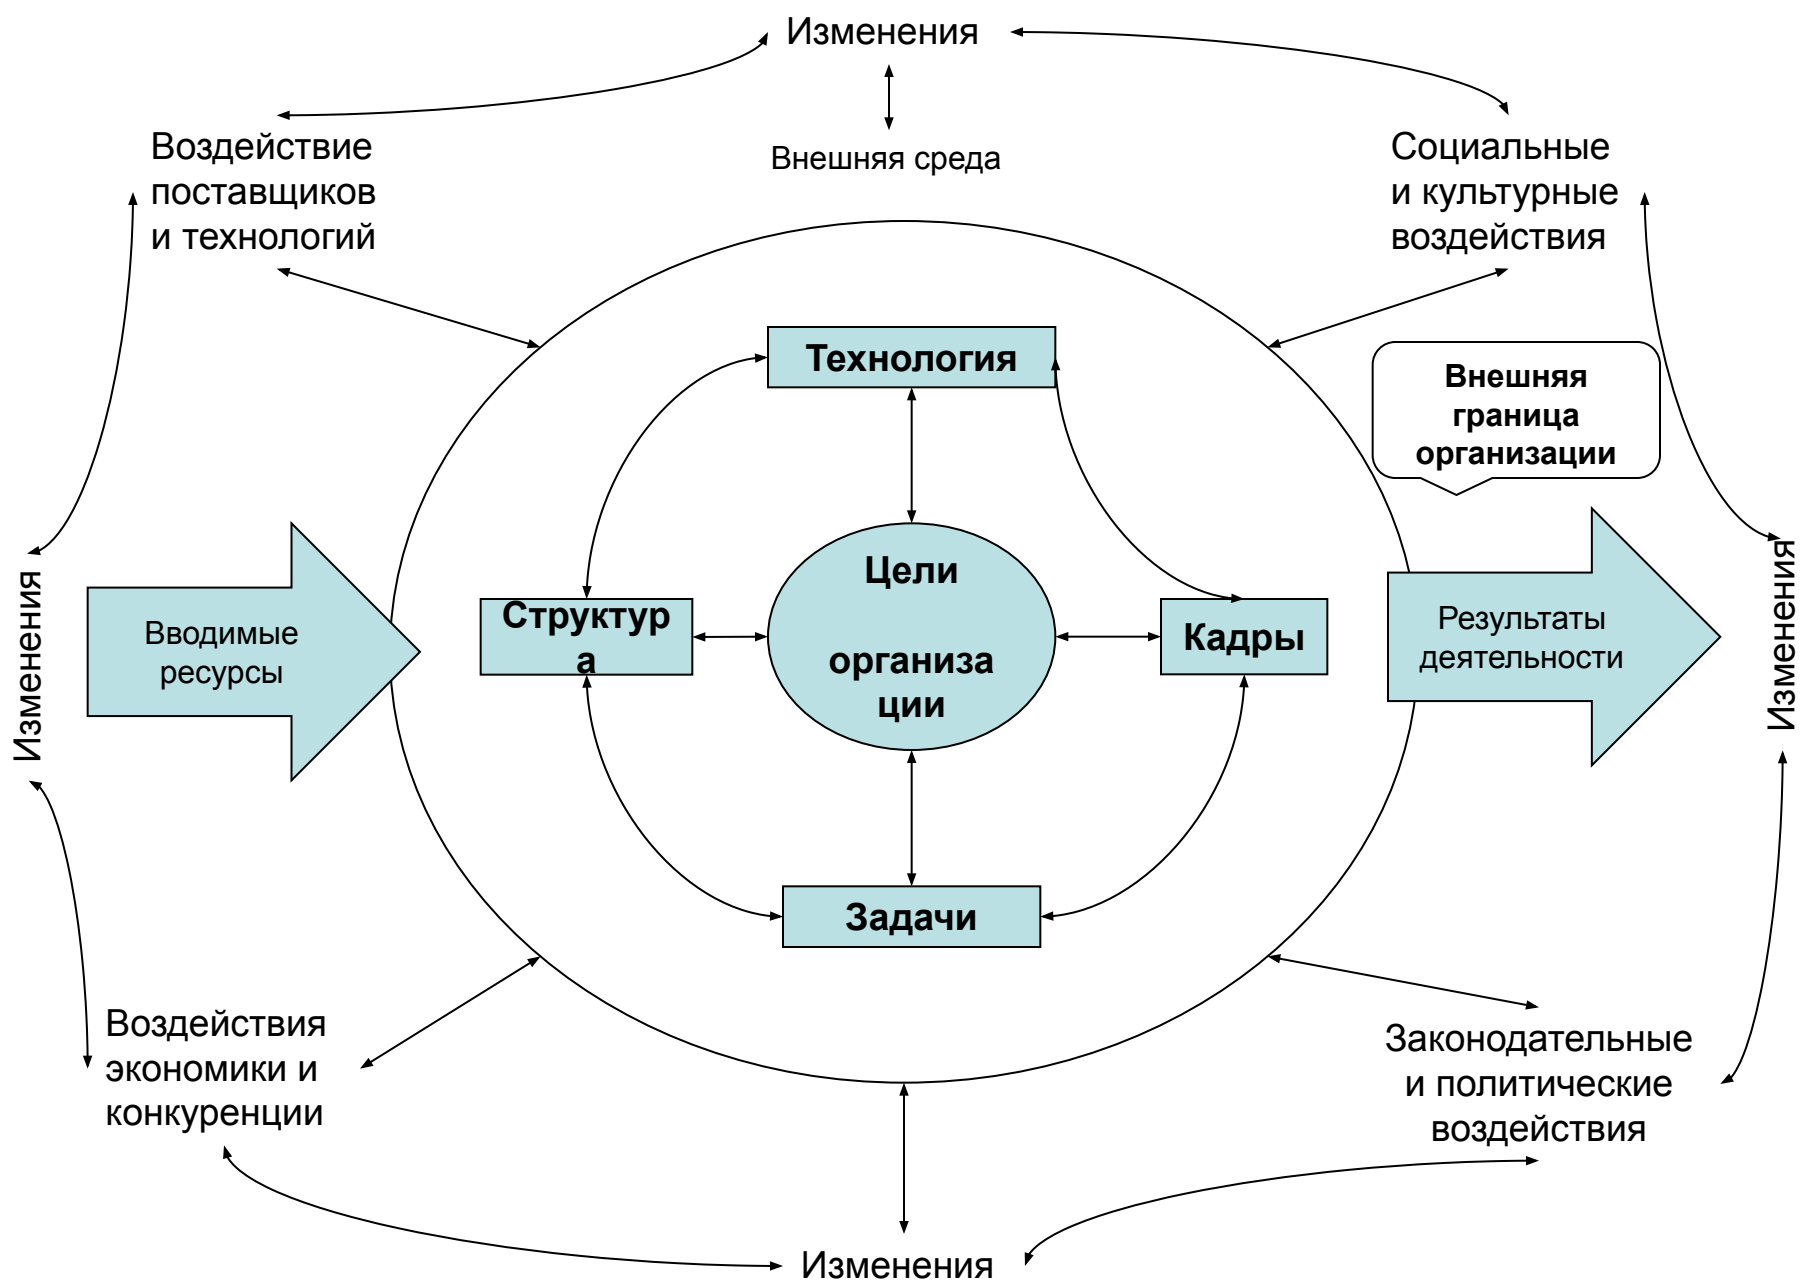 Изменения
Внешняя среда
Воздействие
поставщиков
и технологий
Социальные
и культурные
воздействия
Технология
Внешняя
граница
организации
Изменения
Вводимые
ресурсы
Структур
а
Цели
организа
ции
Кадры
Результаты
деятельности
Изменения
Задачи
Воздействия
экономики и
конкуренции
Законодательные
и политические
воздействия
Изменения